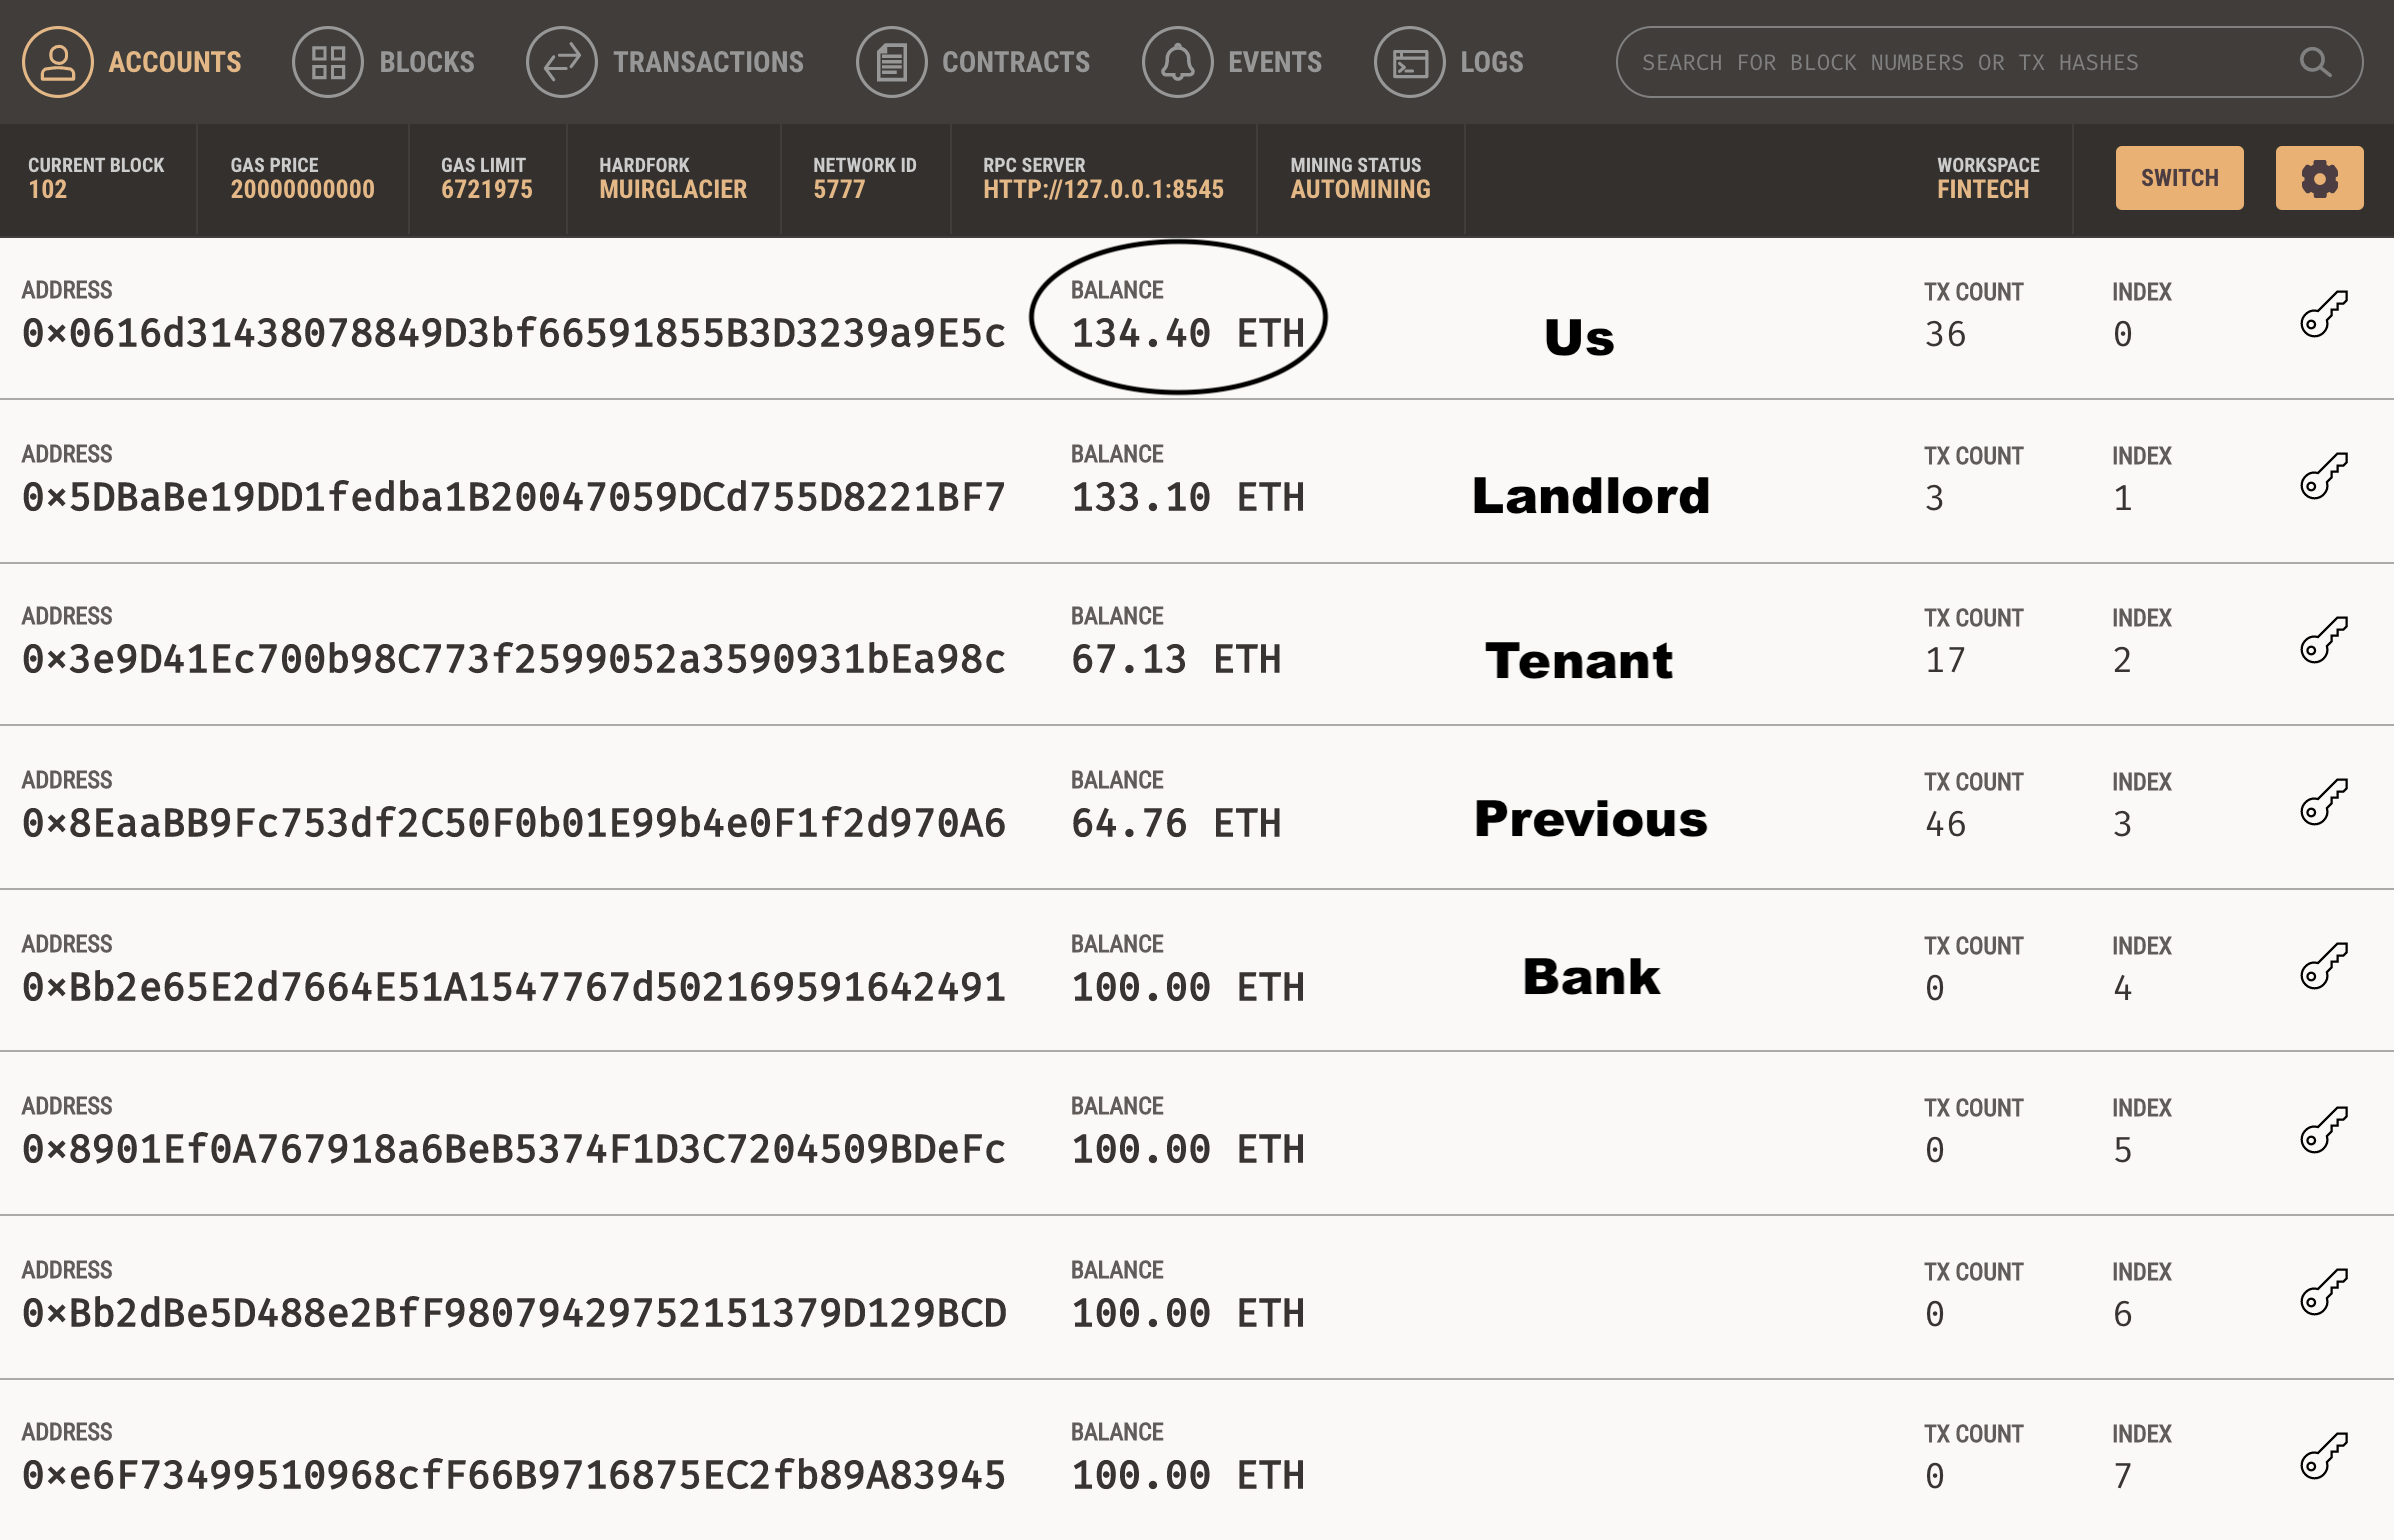 ACCOUNTS BLOCKS TRANSACTIONS CONTRACTS EVENTS LOGS SEARCH FOR BLOCK NUMBERS OR TX HASHES
CURRENT BLOCK GAS PRICE GAS LIMIT HARDFORK NETWORK ID RPC SERVER MINING STATUS WORKSPACE
102 20000000000 6721975 MUIRGLACIER 5777 HTTP://127.0.0.1:8545 AUTOMINING FINTECH SWITCH
ADDRESS BALANCE TX COUNT INDEX
0×0616d31438078849D3bf66591855B3D3239a9E5c 134.40 ETH Us 36 0
ADDRESS BALANCE TX COUNT INDEX
0×5DBaBe19DD1fedba1B20047059DCd755D8221BF7 133.10 ETH Landlord 3 1
ADDRESS BALANCE TX COUNT INDEX
0×3e9D41Ec700b98C773f2599052a3590931bEa98c 67.13 ETH Tenant 17 2
ADDRESS BALANCE TX COUNT INDEX
0×8EaaBB9Fc753df2C50F0b01E99b4e0F1f2d970A6 64.76 ETH Previous 46 3
ADDRESS BALANCE TX COUNT INDEX
0×Bb2e65E2d7664E51A1547767d502169591642491 100.00 ETH Bank 0 4
ADDRESS BALANCE TX COUNT INDEX
0×8901Ef0A767918a6BeB5374F1D3C7204509BDeFc 100.00 ETH 0 5
ADDRESS BALANCE TX COUNT INDEX
0×Bb2dBe5D488e2BfF980794297521​51379D129BCD 100.00 ETH 0 6
ADDRESS BALANCE TX COUNT INDEX
0×e6F73499510968cfF66B9716875EC2fb89A83945 100.00 ETH 0 7